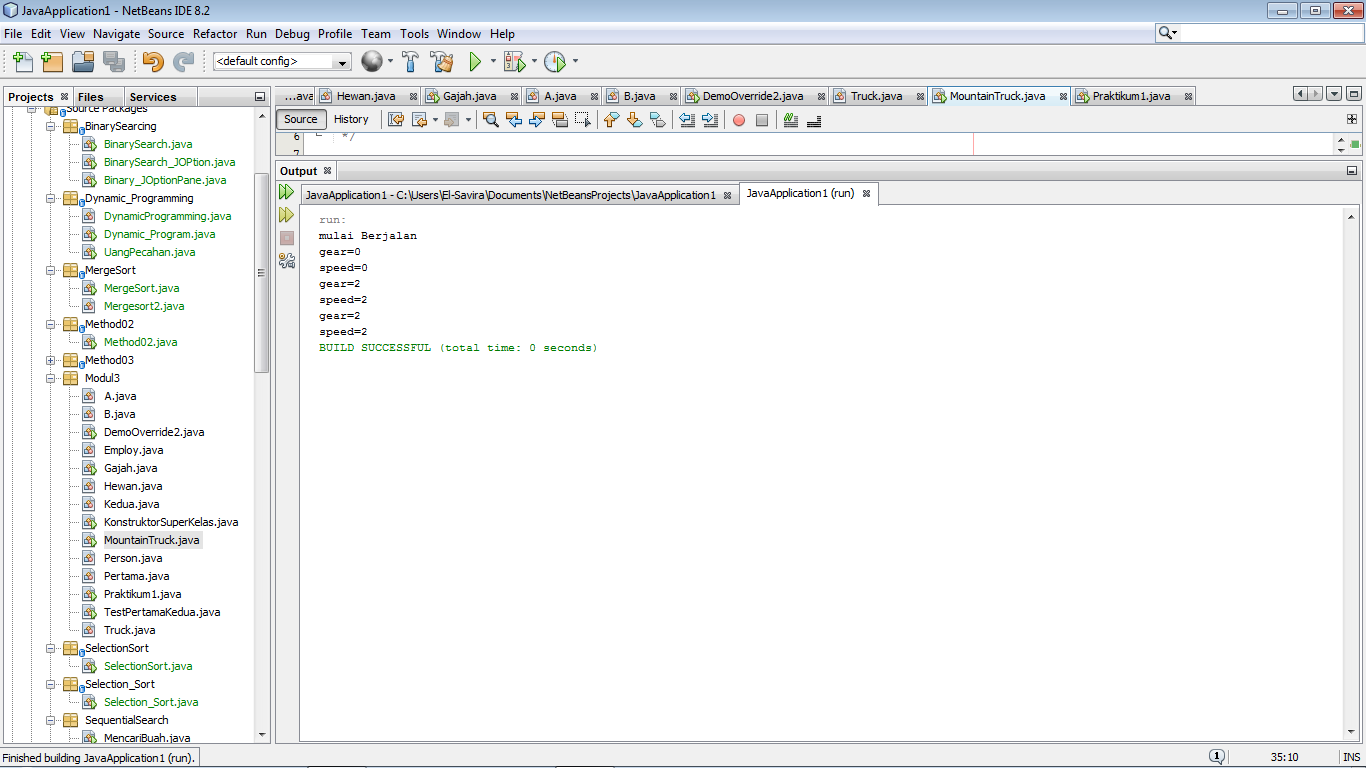 JavaApplication1 - NetBeans IDE 8.2
File Edit View Navigate Source Refactor Run Debug Profile Team Tools Window Help
<default config>
Projects Files Services
...ava Hewan.java Gajah.java A.java B.java DemoOverride2.java Truck.java MountainTruck.java Praktikum1.java
Source History
6 */
7
Source Packages
BinarySearcing
BinarySearch.java
BinarySearch_JOPtion.java
Binary_JOptionPane.java
Dynamic_Programming
DynamicProgramming.java
Dynamic_Program.java
UangPecahan.java
MergeSort
MergeSort.java
Mergesort2.java
Method02
Method02.java
Method03
Modul3
A.java
B.java
DemoOverride2.java
Employ.java
Gajah.java
Hewan.java
Kedua.java
KonstruktorSuperKelas.java
MountainTruck.java
Person.java
Pertama.java
Praktikum1.java
TestPertamaKedua.java
Truck.java
SelectionSort
SelectionSort.java
Selection_Sort
Selection_Sort.java
SequentialSearch
MencariBuah.java
Output
JavaApplication1 - C:\Users\El-Savira\Documents\NetBeansProjects\JavaApplication1 JavaApplication1 (run)
run:
mulai Berjalan
gear=0
speed=0
gear=2
speed=2
gear=2
speed=2
BUILD SUCCESSFUL (total time: 0 seconds)
Finished building JavaApplication1 (run). 1 35:10 INS